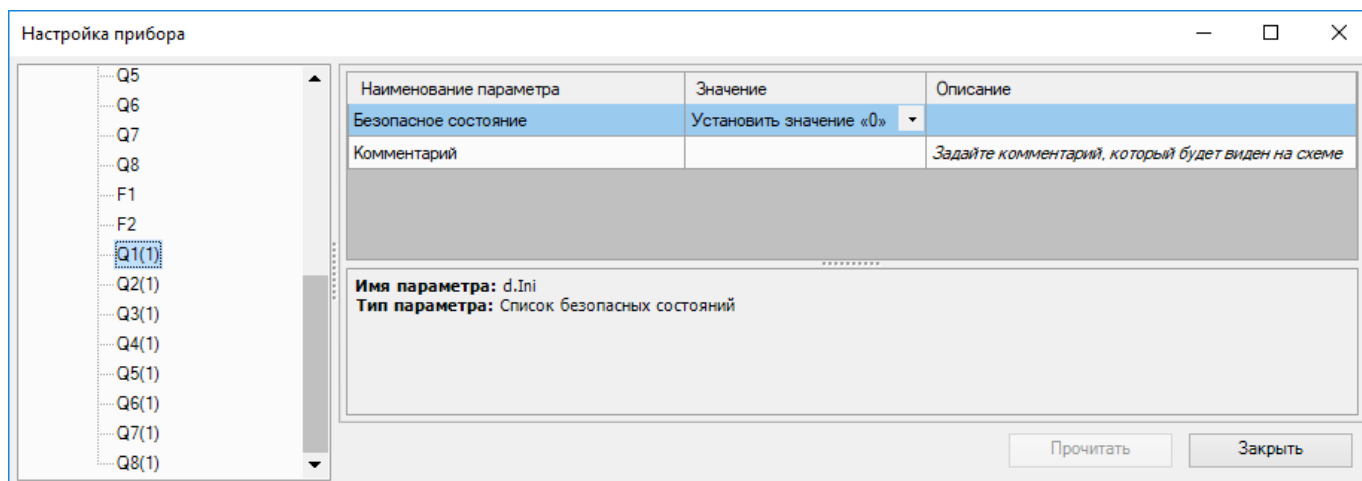 Настройка прибора
Q5
Q6
Q7
Q8
F1
F2
Q1(1)
Q2(1)
Q3(1)
Q4(1)
Q5(1)
Q6(1)
Q7(1)
Q8(1)
Наименование параметра Значение Описание
Безопасное состояние Установить значение «0»
Комментарий Задайте комментарий, который будет виден на схеме
Имя параметра: d.Ini
Тип параметра: Список безопасных состояний
Прочитать Закрыть